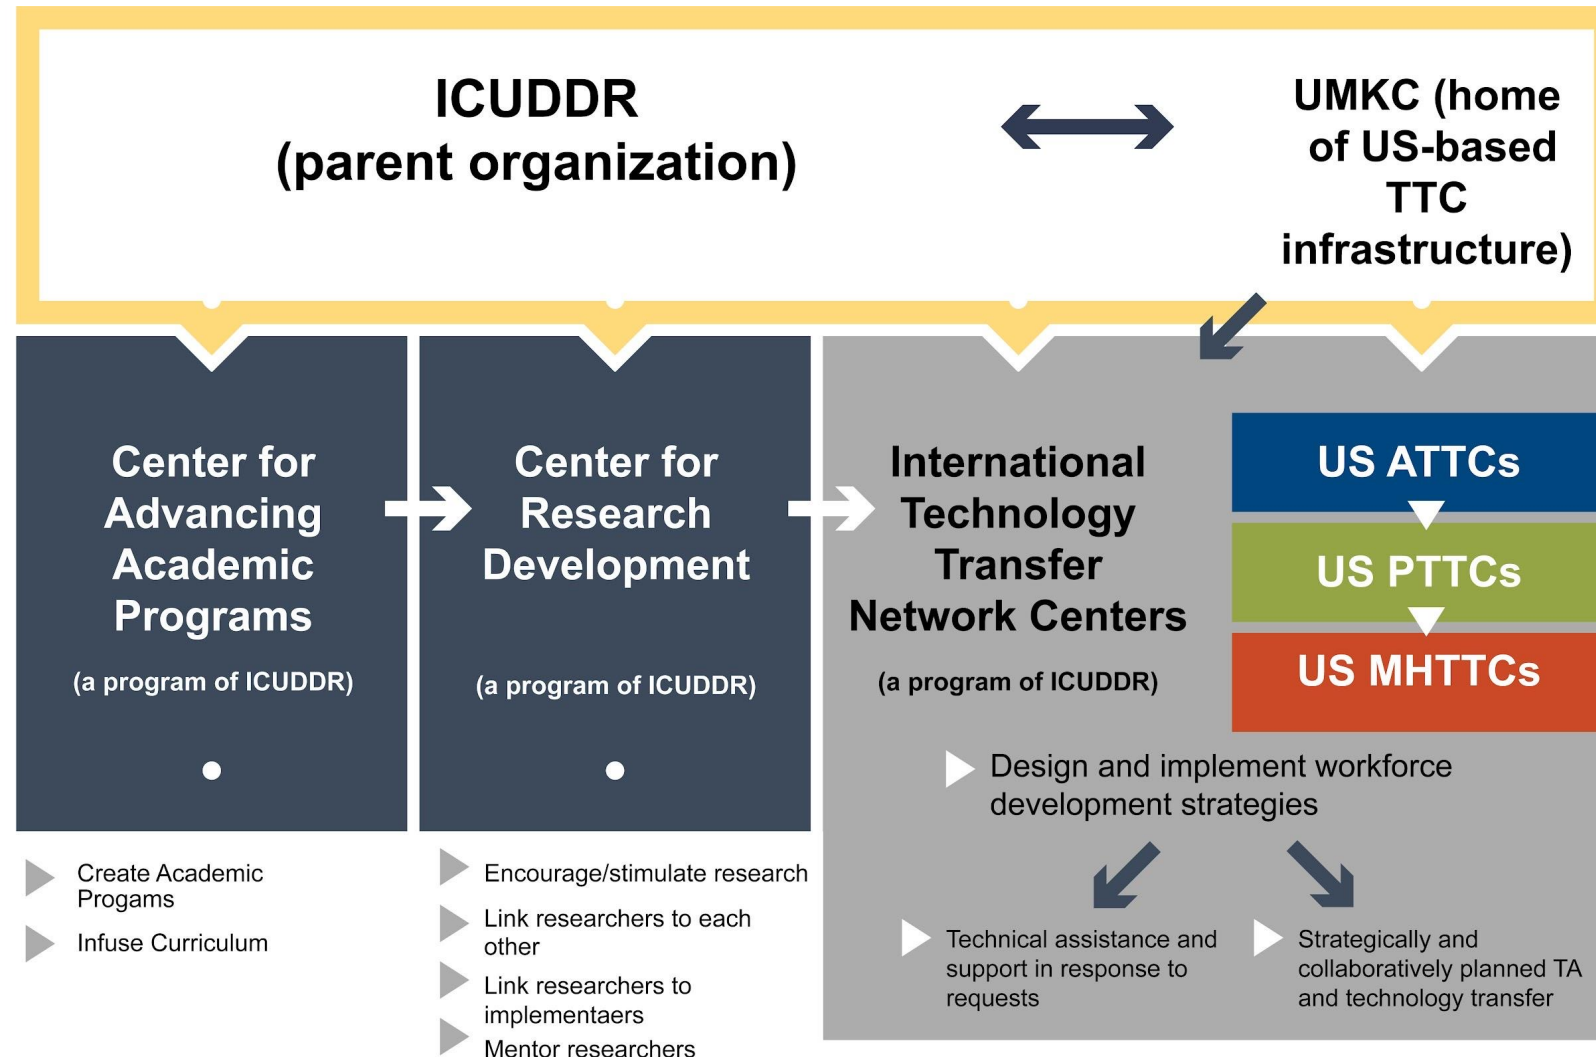 ICUDDR
(parent organization)
UMKC (home
of US-based
TTC
infrastructure)
Center for
Advancing
Academic
Programs
(a program of ICUDDR)
Create Academic
Progams
Infuse Curriculum
Center for
Research
Development
(a program of ICUDDR)
Encourage/stimulate research
Link researchers to each
other
Link researchers to
implementaers
Mentor researchers
International
Technology
Transfer
Network Centers
(a program of ICUDDR)
US ATTCs
US PTTCs
US MHTTCs
Design and implement workforce
development strategies
Technical assistance and
support in response to
requests
Strategically and
collaboratively planned TA
and technology transfer